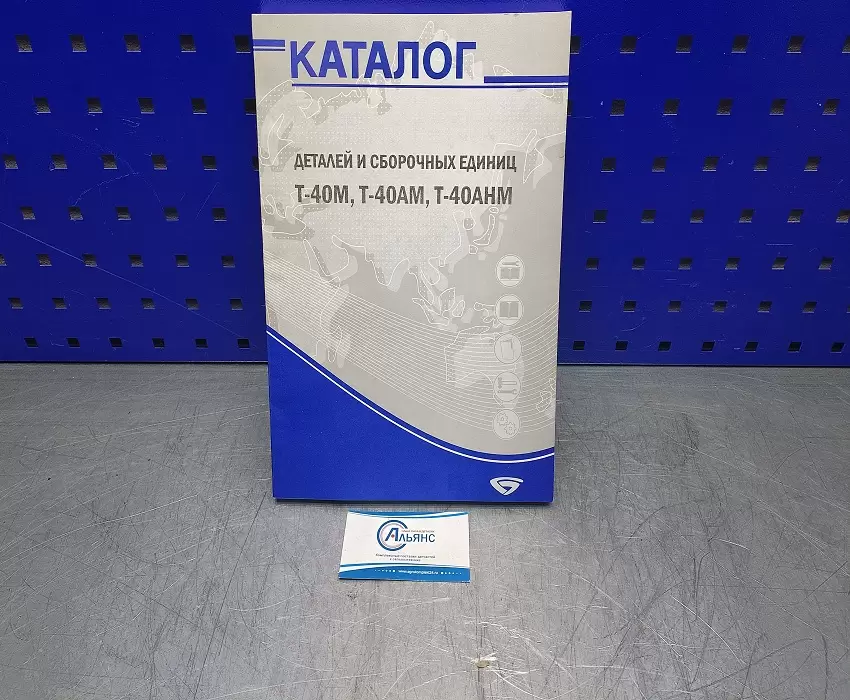 КАТАЛОГ
ДЕТАЛЕЙ И СБОРОЧНЫХ ЕДИНИЦ
Т-40М, Т-40АМ, Т-40АНМ
Альянс